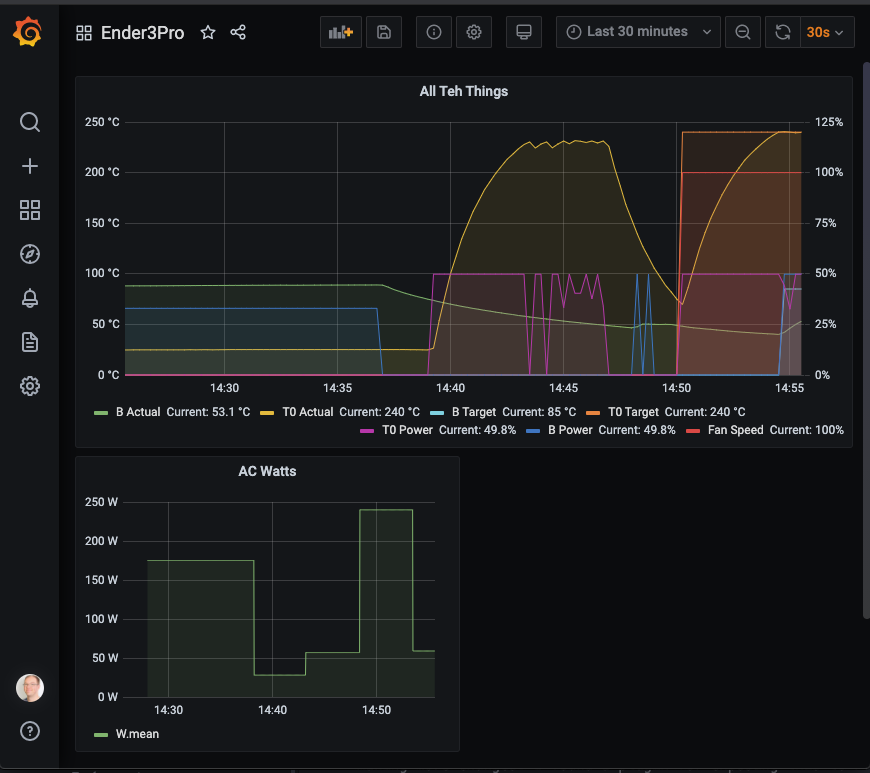 Ender3Pro
Last 30 minutes
30s
All Teh Things
250 °C
200 °C
150 °C
100 °C
50 °C
0 °C
125%
100%
75%
50%
25%
0%
14:30 14:35 14:40 14:45 14:50 14:55
B Actual Current: 53.1 °C T0 Actual Current: 240 °C B Target Current: 85 °C T0 Target Current: 240 °C
T0 Power Current: 49.8% B Power Current: 49.8% Fan Speed Current: 100%
AC Watts
250 W
200 W
150 W
100 W
50 W
0 W
14:30 14:40 14:50
W.mean